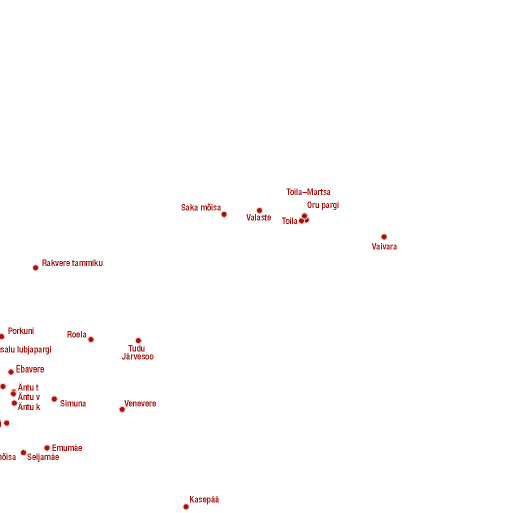 Toila–Martsa
Oru pargi
Saka mõisa
Valaste
Toila
Vaivara
Rakvere tammiku
Porkuni
Roela
Tudu
Järvesoo
salu lubjapargi
Ebavere
Äntu t
Äntu v
Äntu k
Simuna
Venevere
i
Emumäe
nõisa
Seljamäe
Kasepää